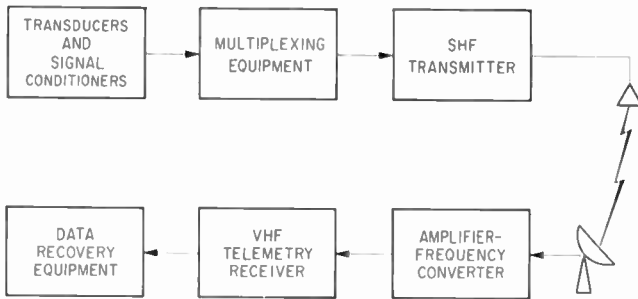 TRANSDUCERS
AND
SIGNAL
CONDITIONERS
MULTIPLEXING
EQUIPMENT
SHF
TRANSMITTER
DATA
RECOVERY
EQUIPMENT
VHF
TELEMETRY
RECEIVER
AMPLIFIER-
FREQUENCY
CONVERTER